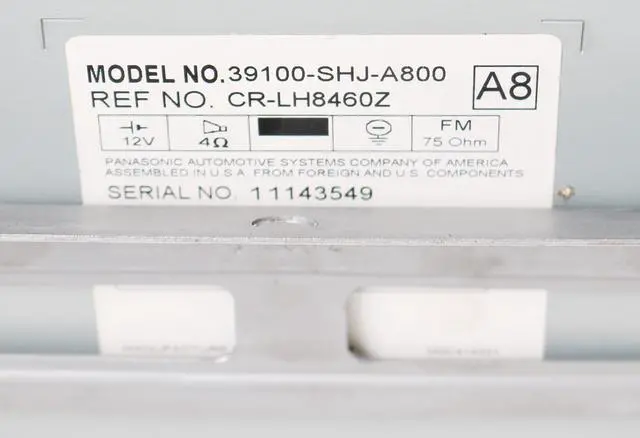 MODEL NO.39100-SHJ-A800
A8
REF NO. CR-LH8460Z
12V 4Ω FM 75 Ohm
PANASONIC AUTOMOTIVE SYSTEMS COMPANY OF AMERICA
ASSEMBLED IN U.S.A. FROM FOREIGN AND U.S. COMPONENTS
SERIAL NO. 11143549